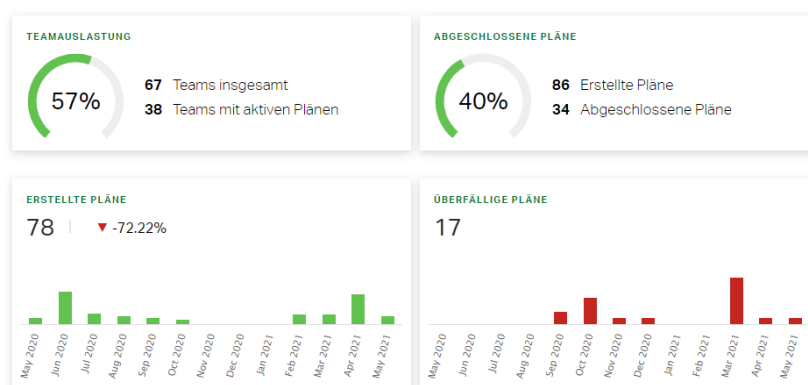 TEAMAUSLASTUNG
57%
67 Teams insgesamt
38 Teams mit aktiven Plänen
ABGESCHLOSSENE PLÄNE
40%
86 Erstellte Pläne
34 Abgeschlossene Pläne
ERSTELLTE PLÄNE
78 ▼ -72.22%
May 2020
Jun 2020
Jul 2020
Aug 2020
Sep 2020
Oct 2020
Nov 2020
Dec 2020
Jan 2021
Feb 2021
Mar 2021
Apr 2021
May 2021
ÜBERFÄLLIGE PLÄNE
17
May 2020
Jun 2020
Jul 2020
Aug 2020
Sep 2020
Oct 2020
Nov 2020
Dec 2020
Jan 2021
Feb 2021
Mar 2021
Apr 2021
May 2021